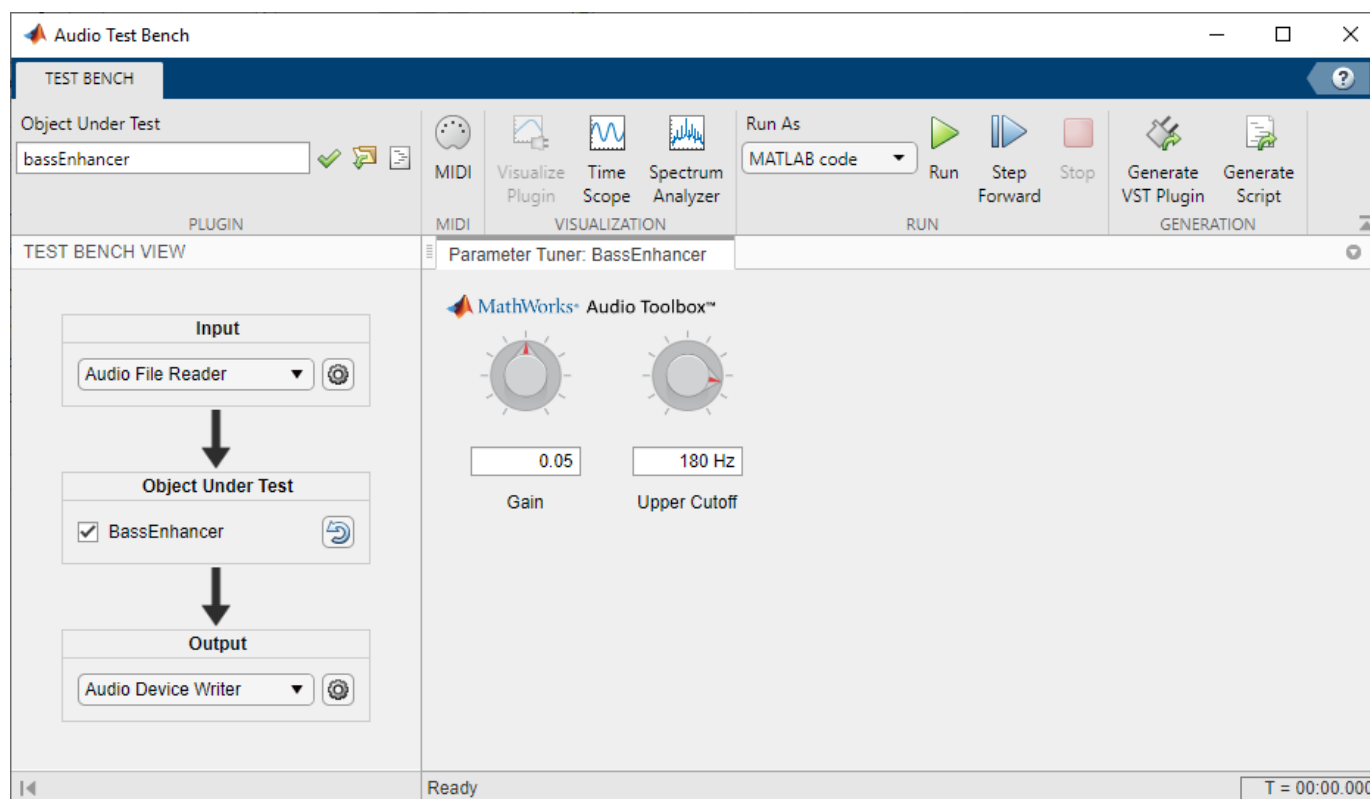 Audio Test Bench
TEST BENCH
?
Object Under Test
bassEnhancer
PLUGIN
MIDI
MIDI
Visualize
Plugin
Time
Scope
Spectrum
Analyzer
VISUALIZATION
Run As
MATLAB code
Run
Step
Forward
Stop
RUN
Generate
VST Plugin
Generate
Script
GENERATION
TEST BENCH VIEW
Input
Audio File Reader
Object Under Test
BassEnhancer
Output
Audio Device Writer
Parameter Tuner: BassEnhancer
MathWorks® Audio Toolbox™
0.05
180 Hz
Gain
Upper Cutoff
Ready
T = 00:00.000